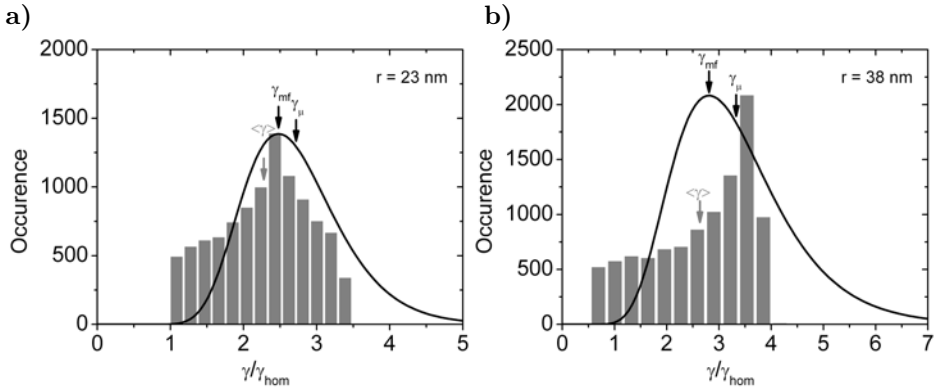 a)
2000
1500
1000
500
0
Occurence
r = 23 nm
γmf
γμ
<γ>
0 1 2 3 4 5
γ/γhom
b)
2500
2000
1500
1000
500
0
Occurence
r = 38 nm
γmf
γμ
<γ>
0 1 2 3 4 5 6 7
γ/γhom